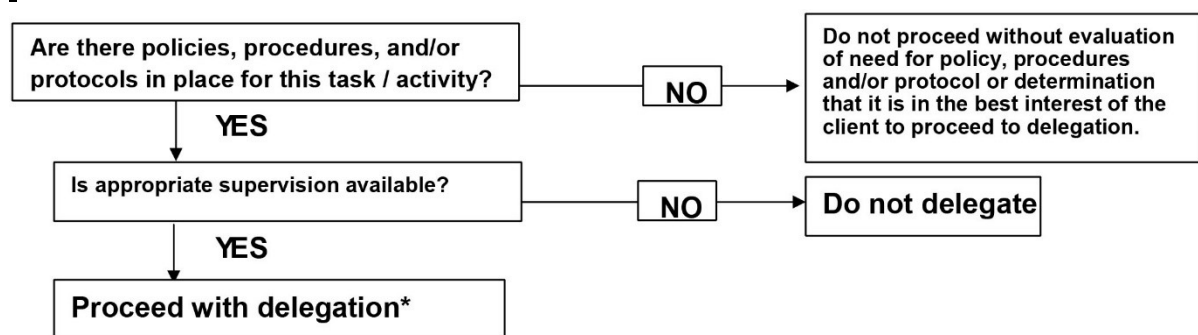 Are there policies, procedures, and/or
protocols in place for this task / activity?
NO
Do not proceed without evaluation
of need for policy, procedures
and/or protocol or determination
that it is in the best interest of the
client to proceed to delegation.
YES
Is appropriate supervision available?
NO
Do not delegate
YES
Proceed with delegation*